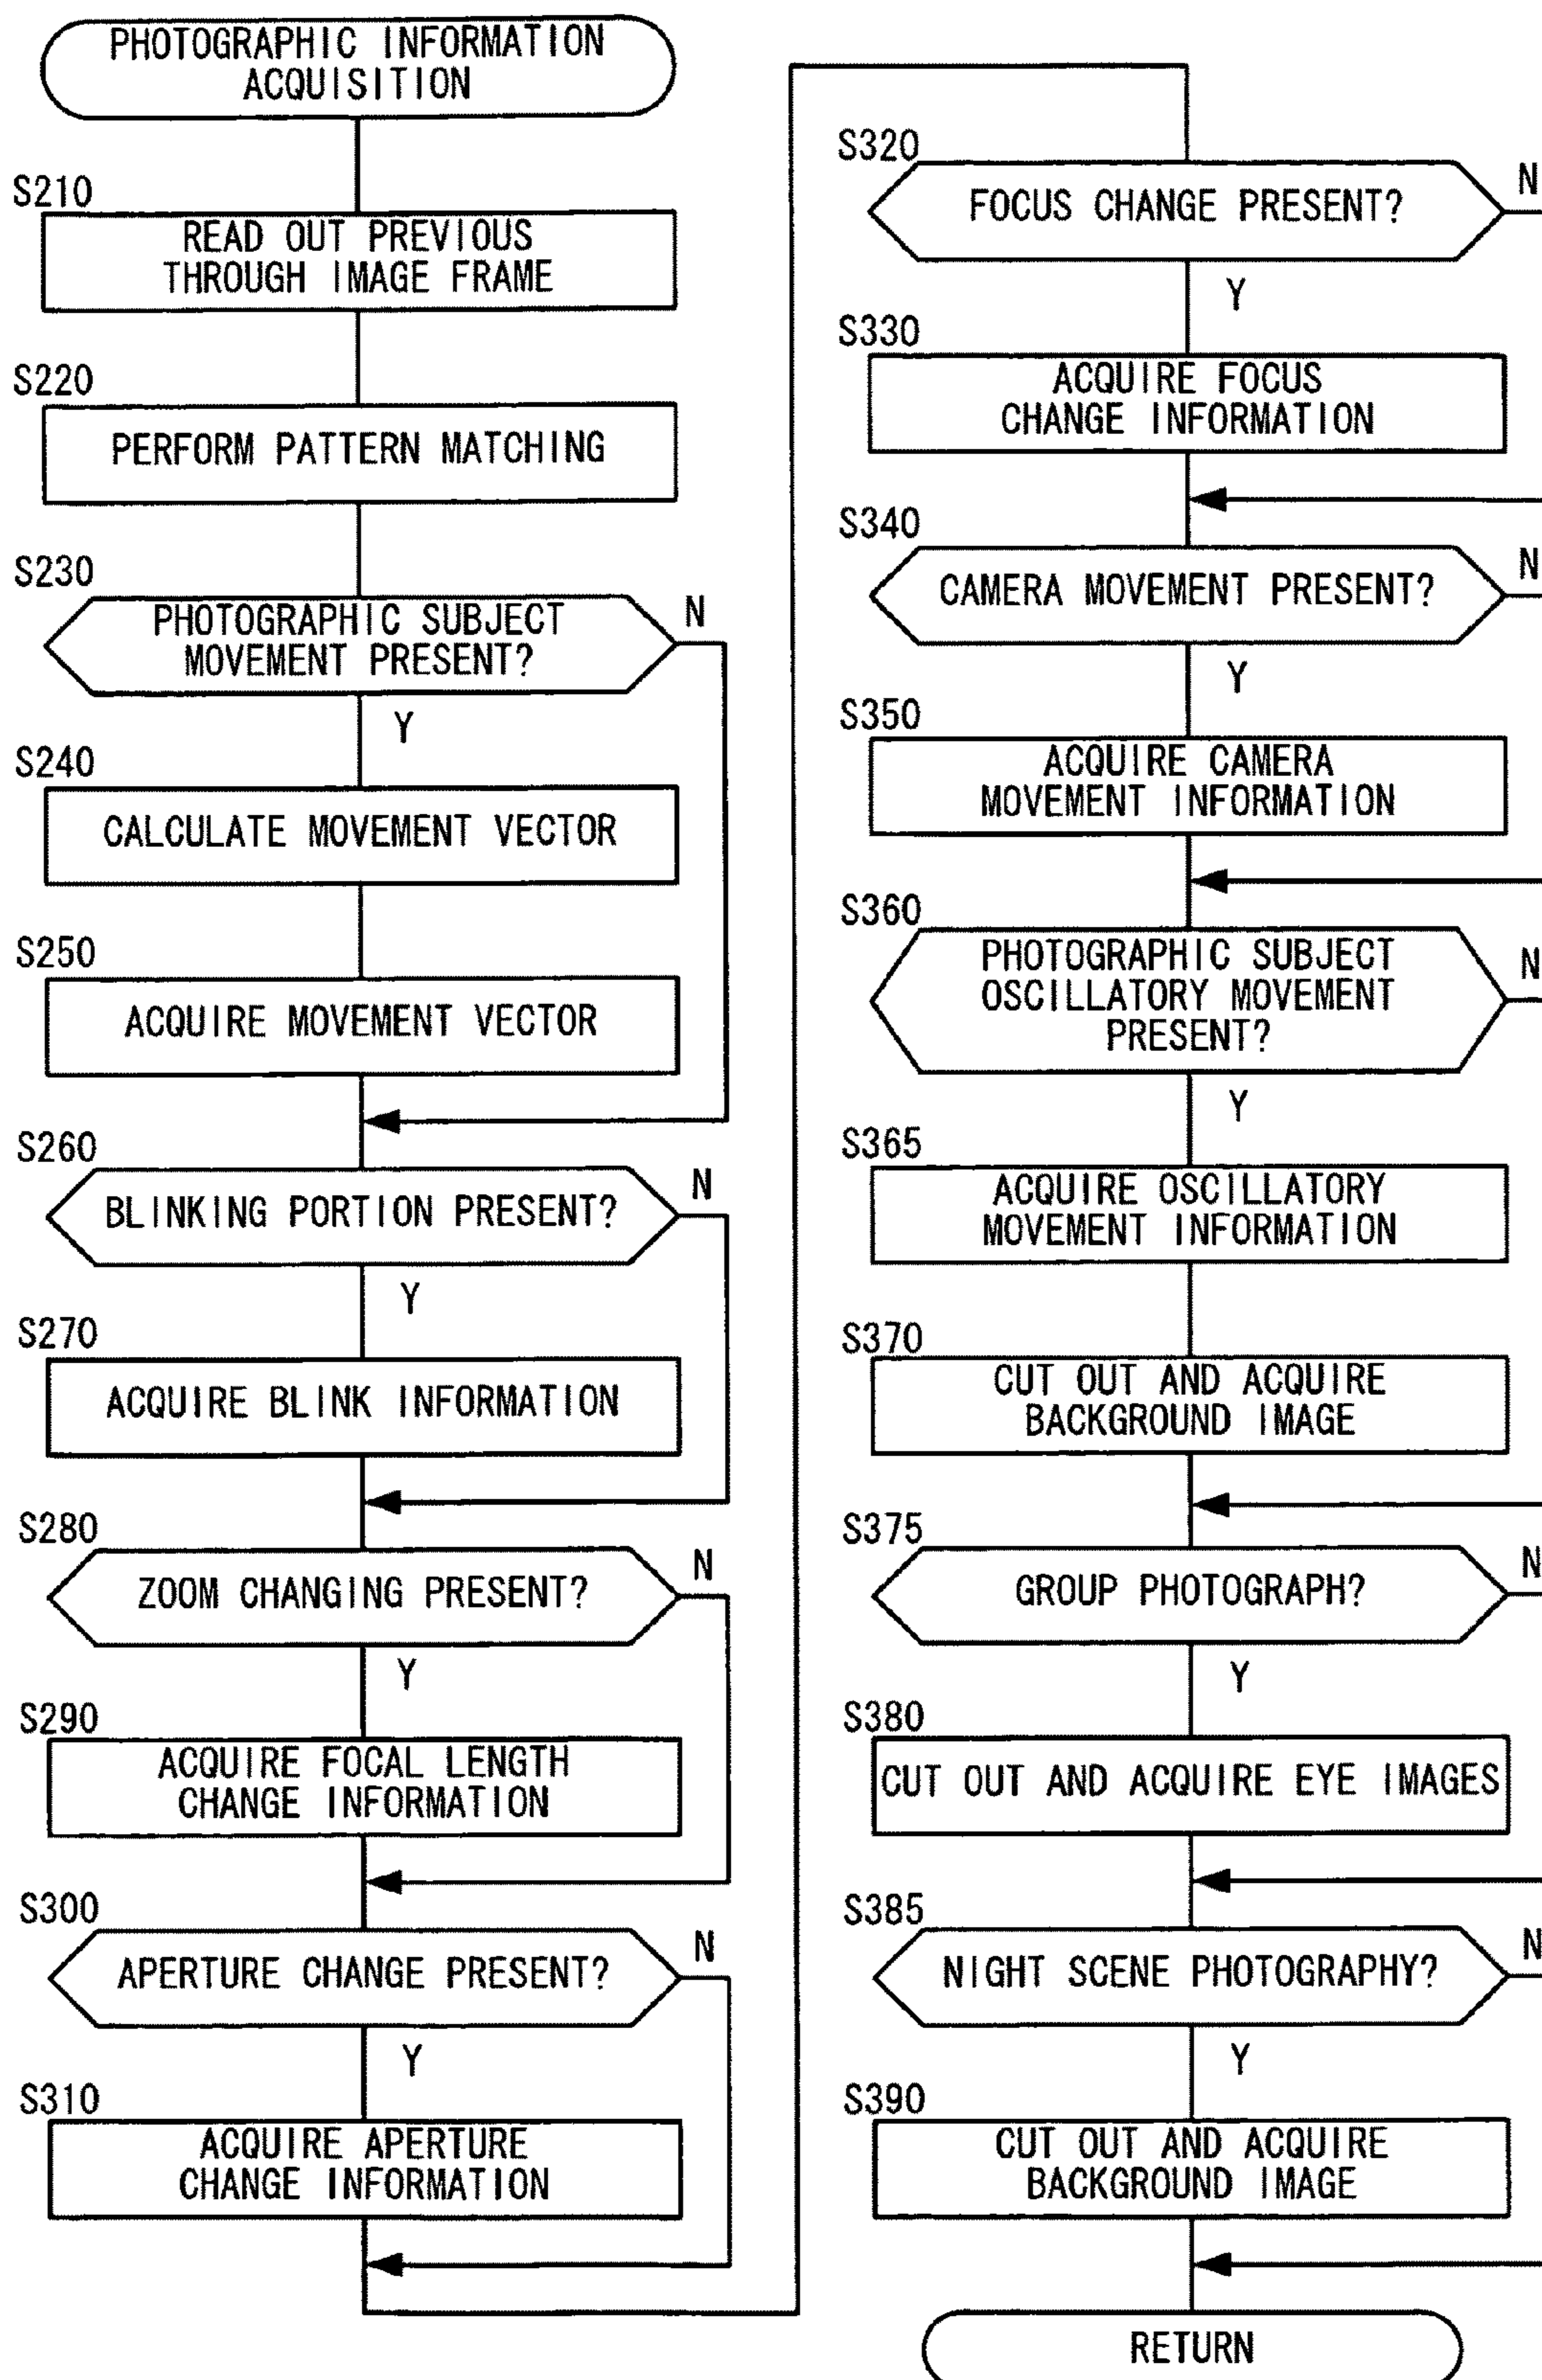 PHOTOGRAPHIC INFORMATION
ACQUISITION
S210
READ OUT PREVIOUS
THROUGH IMAGE FRAME
S220
PERFORM PATTERN MATCHING
S230
PHOTOGRAPHIC SUBJECT
MOVEMENT PRESENT?
N
Y
S240
CALCULATE MOVEMENT VECTOR
S250
ACQUIRE MOVEMENT VECTOR
S260
BLINKING PORTION PRESENT?
N
Y
S270
ACQUIRE BLINK INFORMATION
S280
ZOOM CHANGING PRESENT?
N
Y
S290
ACQUIRE FOCAL LENGTH
CHANGE INFORMATION
S300
APERTURE CHANGE PRESENT?
N
Y
S310
ACQUIRE APERTURE
CHANGE INFORMATION
S320
FOCUS CHANGE PRESENT?
N
Y
S330
ACQUIRE FOCUS
CHANGE INFORMATION
S340
CAMERA MOVEMENT PRESENT?
N
Y
S350
ACQUIRE CAMERA
MOVEMENT INFORMATION
S360
PHOTOGRAPHIC SUBJECT
OSCILLATORY MOVEMENT
PRESENT?
N
Y
S365
ACQUIRE OSCILLATORY
MOVEMENT INFORMATION
S370
CUT OUT AND ACQUIRE
BACKGROUND IMAGE
S375
GROUP PHOTOGRAPH?
N
Y
S380
CUT OUT AND ACQUIRE EYE IMAGES
S385
NIGHT SCENE PHOTOGRAPHY?
N
Y
S390
CUT OUT AND ACQUIRE
BACKGROUND IMAGE
RETURN